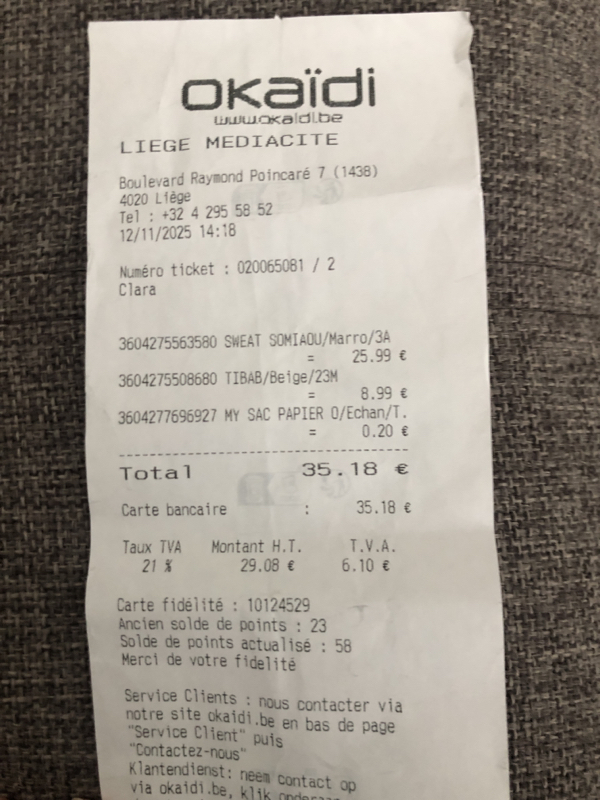 oKaïdi
www.okaidi.be
LIEGE MEDIACITE
Boulevard Raymond Poincaré 7 (1438)
4020 Liège
Tel : +32 4 295 58 52
12/11/2025 14:18
Numéro ticket : 020065081 / 2
Clara
3604275563580 SWEAT SOMIAOU/Marro/3A
= 25.99 €
3604275508680 TIBAB/Beige/23M
= 8.99 €
3604277696927 MY SAC PAPIER O/Echan/T.
= 0.20 €
Total 35.18 €
Carte bancaire : 35.18 €
Taux TVA Montant H.T. T.V.A.
21 % 29.08 € 6.10 €
Carte fidélité : 10124529
Ancien solde de points : 23
Solde de points actualisé : 58
Merci de votre fidelité
Service Clients : nous contacter via
notre site okaidi.be en bas de page
"Service Client" puis
"Contactez-nous"
Klantendienst: neem contact op
via okaidi.be, klik